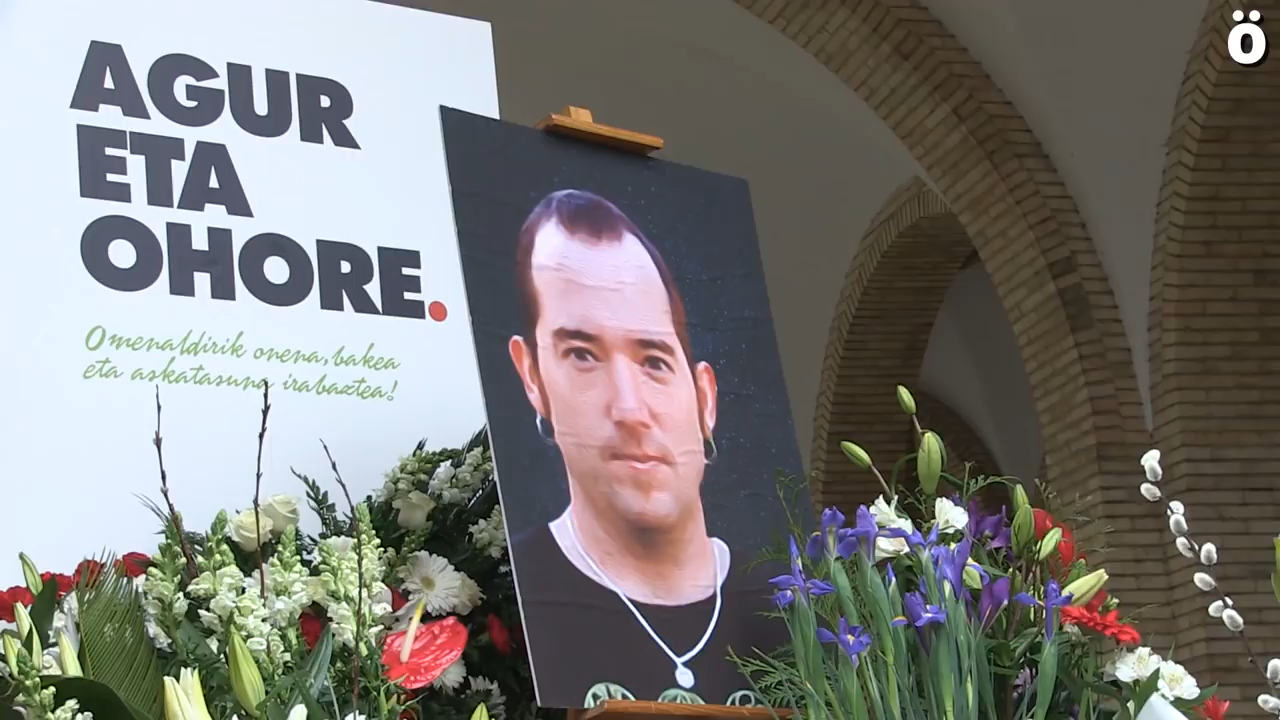 AGUR
ETA
OHORE.
Omenaldirik onena, bakea
eta askatasuna irabaztea!
ö